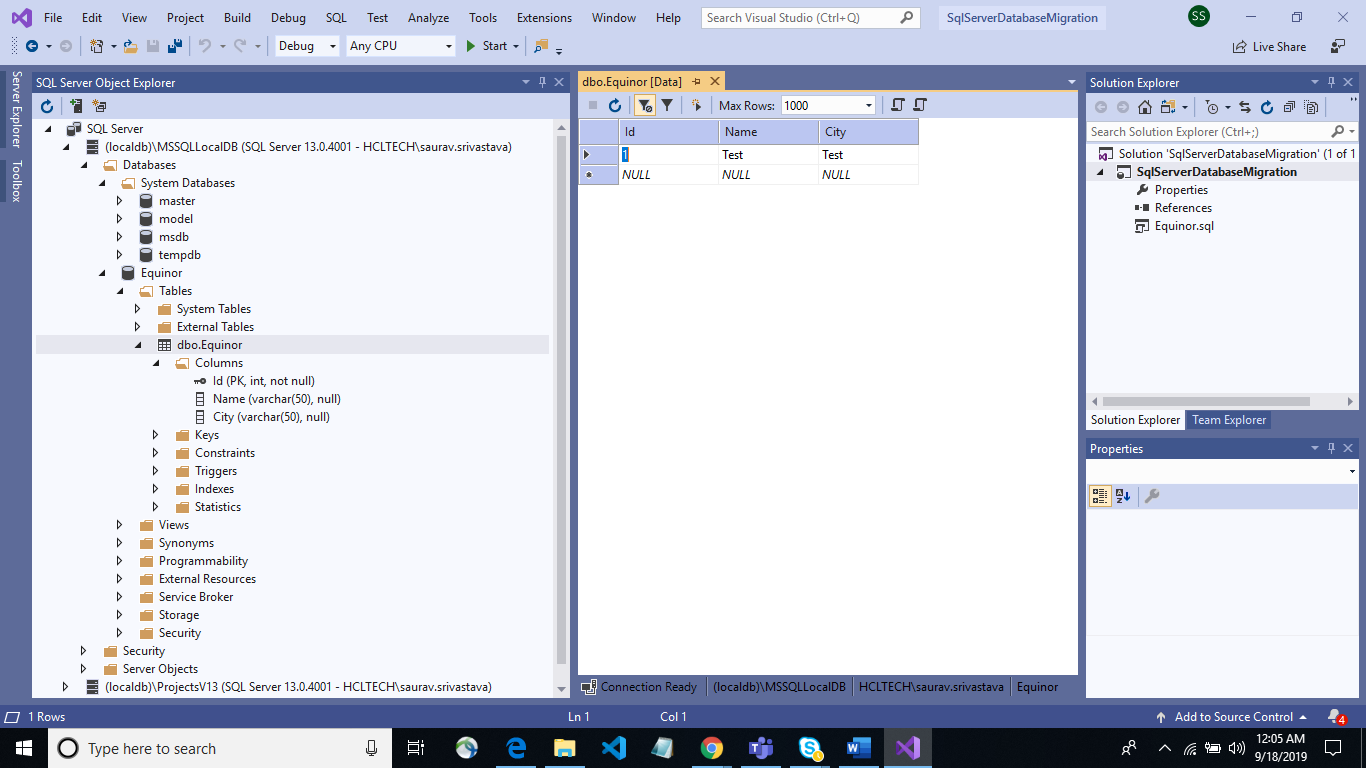 File Edit View Project Build Debug SQL Test Analyze Tools Extensions Window Help Search Visual Studio (Ctrl+Q) SqlServerDatabaseMigration SS
Debug Any CPU Start Live Share
Server Explorer
Toolbox
SQL Server Object Explorer
SQL Server
(localdb)\MSSQLLocalDB (SQL Server 13.0.4001 - HCLTECH\saurav.srivastava)
Databases
System Databases
master
model
msdb
tempdb
Equinor
Tables
System Tables
External Tables
dbo.Equinor
Columns
Id (PK, int, not null)
Name (varchar(50), null)
City (varchar(50), null)
Keys
Constraints
Triggers
Indexes
Statistics
Views
Synonyms
Programmability
External Resources
Service Broker
Storage
Security
Security
Server Objects
(localdb)\ProjectsV13 (SQL Server 13.0.4001 - HCLTECH\saurav.srivastava)
dbo.Equinor [Data]
Max Rows: 1000
Id Name City
1 Test Test
NULL NULL NULL
Connection Ready (localdb)\MSSQLLocalDB HCLTECH\saurav.srivastava Equinor
Solution Explorer
Search Solution Explorer (Ctrl+;)
Solution 'SqlServerDatabaseMigration' (1 of 1
SqlServerDatabaseMigration
Properties
References
Equinor.sql
Solution Explorer Team Explorer
Properties
1 Rows Ln 1 Col 1 Add to Source Control 4
Type here to search
12:05 AM
9/18/2019